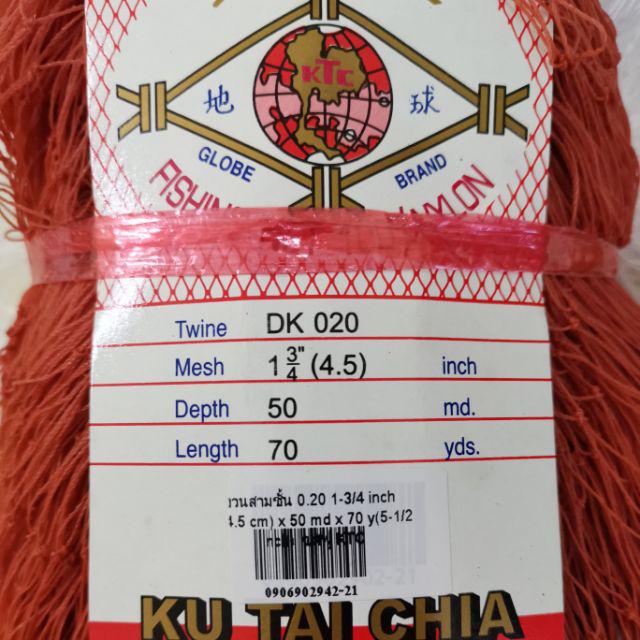 KTC
地 球
GLOBE BRAND
FISHIN
Twine DK 020
Mesh 1 3/4" (4.5) inch
Depth 50 md.
Length 70 yds.
วนสามชั้น 0.20 1-3/4 inch
4.5 cm) x 50 md x 70 y(5-1/2
KTC
0906902942-21
KU TAI CHIA